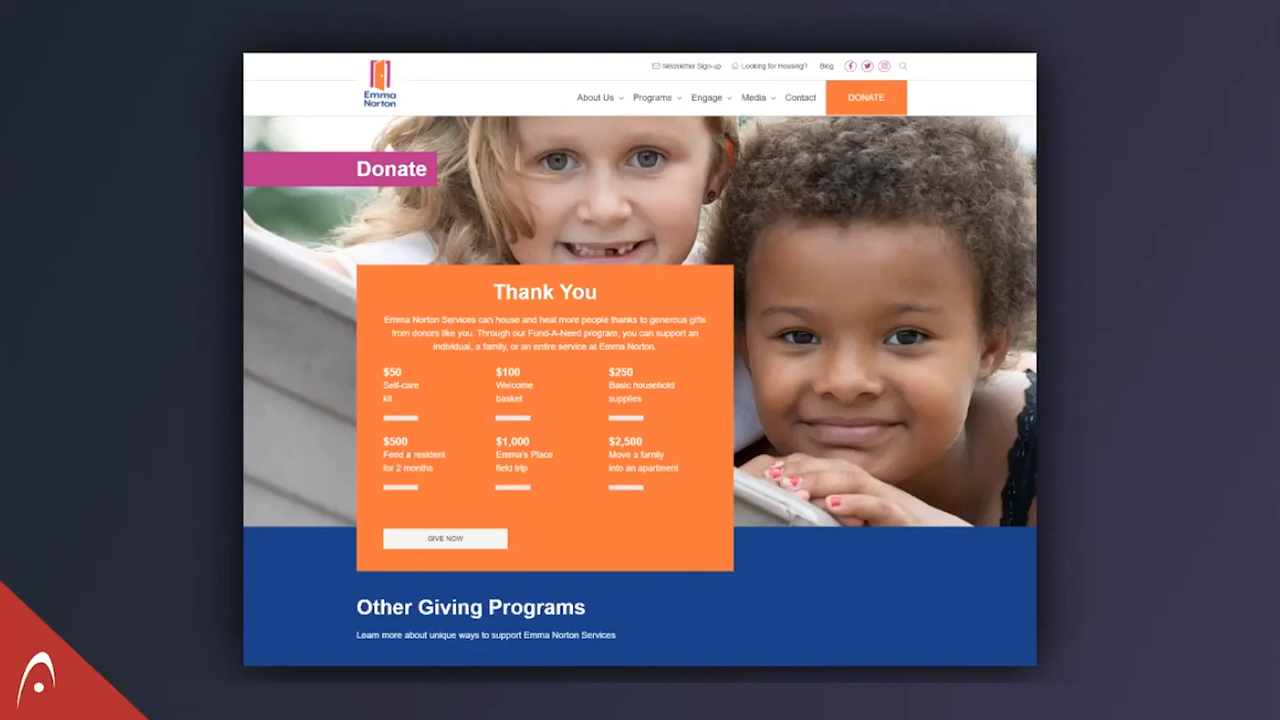 Newsletter Sign-up Looking for Housing? Blog
Emma
Norton
About Us Programs Engage Media Contact DONATE
Donate
Thank You
Emma Norton Services can house and heal more people thanks to generous gifts
from donors like you. Through our Fund-A-Need program, you can support an
individual, a family, or an entire service at Emma Norton.
$50
Self-care
kit
$100
Welcome
basket
$250
Basic household
supplies
$500
Feed a resident
for 2 months
$1,000
Emma's Place
field trip
$2,500
Move a family
into an apartment
GIVE NOW
Other Giving Programs
Learn more about unique ways to support Emma Norton Services